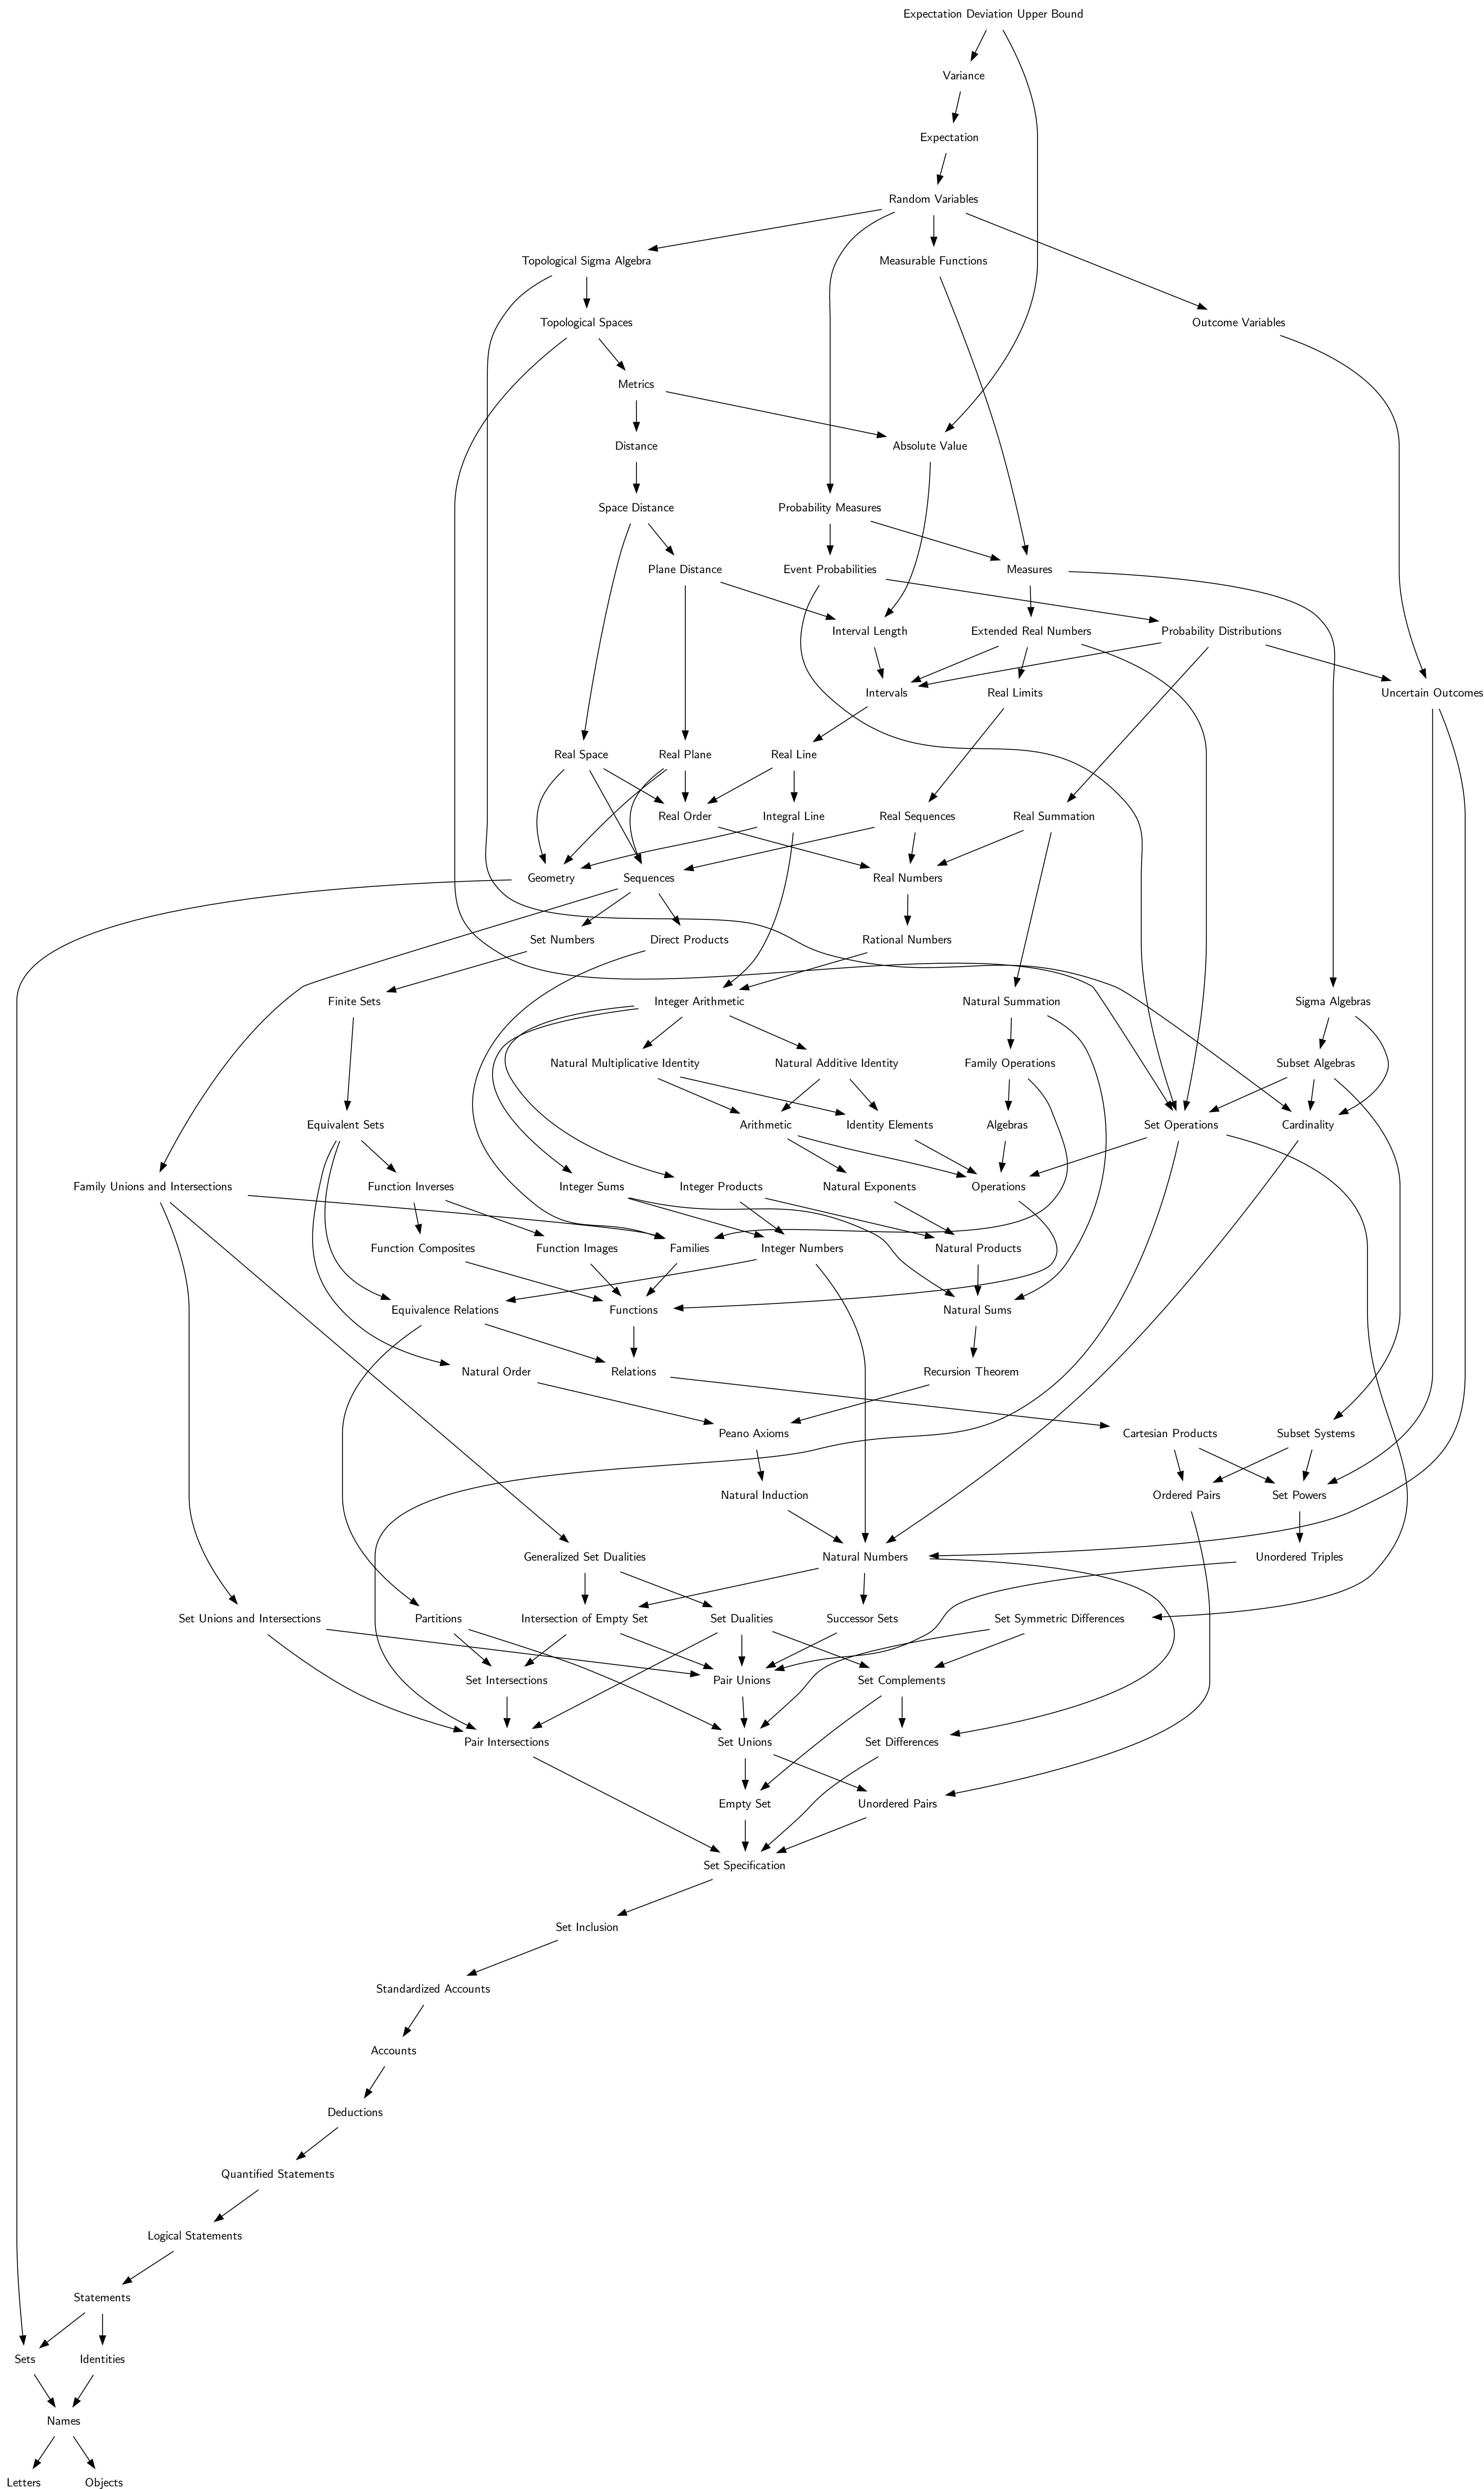 Expectation Deviation Upper Bound
Variance
Expectation
Random Variables
Topological Sigma Algebra
Measurable Functions
Topological Spaces
Outcome Variables
Metrics
Distance
Absolute Value
Space Distance
Probability Measures
Plane Distance
Event Probabilities
Measures
Interval Length
Extended Real Numbers
Probability Distributions
Intervals
Real Limits
Uncertain Outcomes
Real Space
Real Plane
Real Line
Real Order
Integral Line
Real Sequences
Real Summation
Geometry
Sequences
Real Numbers
Set Numbers
Direct Products
Rational Numbers
Finite Sets
Integer Arithmetic
Natural Summation
Sigma Algebras
Natural Multiplicative Identity
Natural Additive Identity
Family Operations
Subset Algebras
Equivalent Sets
Arithmetic
Identity Elements
Algebras
Set Operations
Cardinality
Family Unions and Intersections
Function Inverses
Integer Sums
Integer Products
Natural Exponents
Operations
Function Composites
Function Images
Families
Integer Numbers
Natural Products
Equivalence Relations
Functions
Natural Sums
Natural Order
Relations
Recursion Theorem
Peano Axioms
Cartesian Products
Subset Systems
Natural Induction
Ordered Pairs
Set Powers
Generalized Set Dualities
Natural Numbers
Unordered Triples
Set Unions and Intersections
Partitions
Intersection of Empty Set
Set Dualities
Successor Sets
Set Symmetric Differences
Set Intersections
Pair Unions
Set Complements
Pair Intersections
Set Unions
Set Differences
Empty Set
Unordered Pairs
Set Specification
Set Inclusion
Standardized Accounts
Accounts
Deductions
Quantified Statements
Logical Statements
Statements
Sets
Identities
Names
Letters
Objects